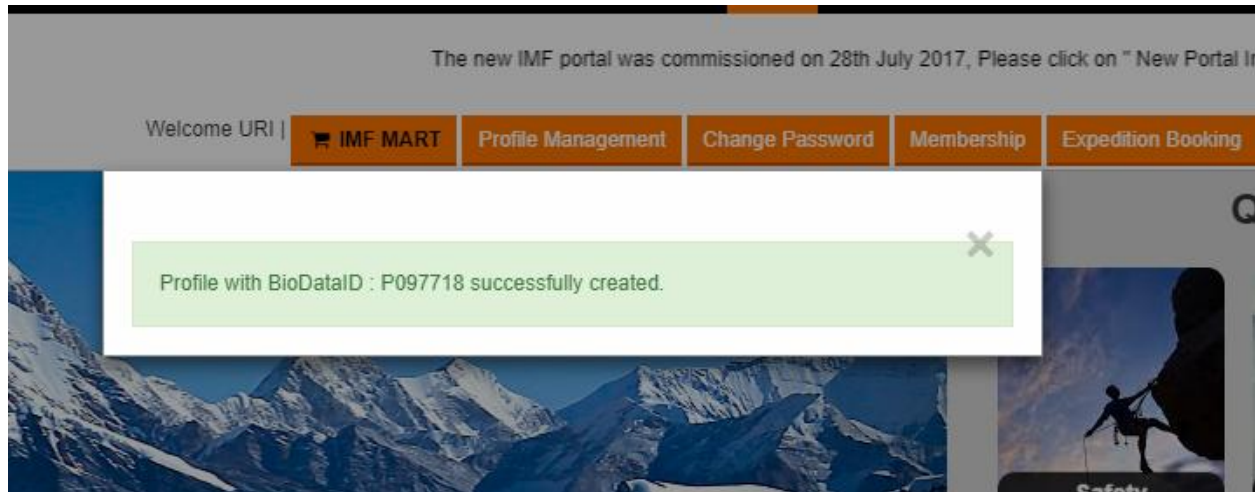 The new IMF portal was commissioned on 28th July 2017, Please click on " New Portal
Welcome URI | IMF MART Profile Management Change Password Membership Expedition Booking
Q
Profile with BioDataID : P097718 successfully created.
Safety